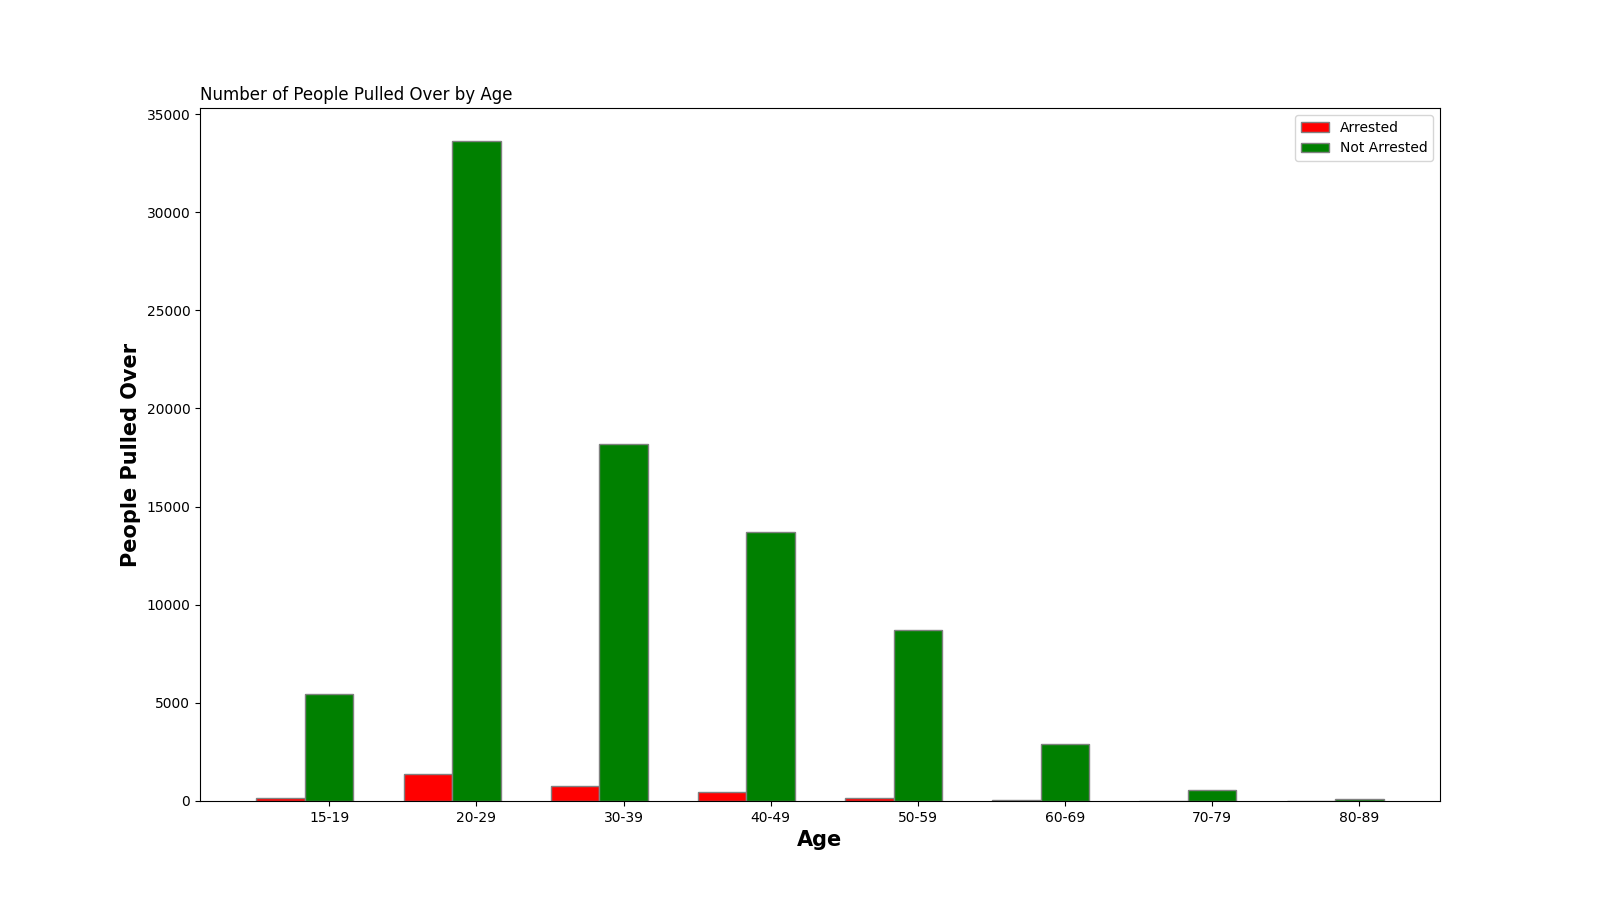 Number of People Pulled Over by Age
35000
30000
25000
20000
15000
10000
5000
0
People Pulled Over
Arrested
Not Arrested
15-19 20-29 30-39 40-49 50-59 60-69 70-79 80-89
Age